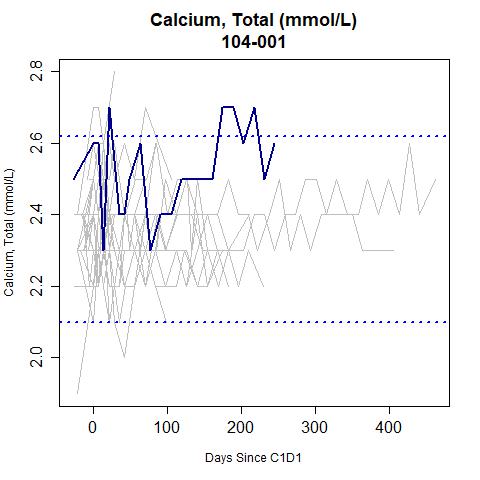 Calcium, Total (mmol/L)
104-001
Calcium, Total (mmol/L)
2.8
2.6
2.4
2.2
2.0
0 100 200 300 400
Days Since C1D1